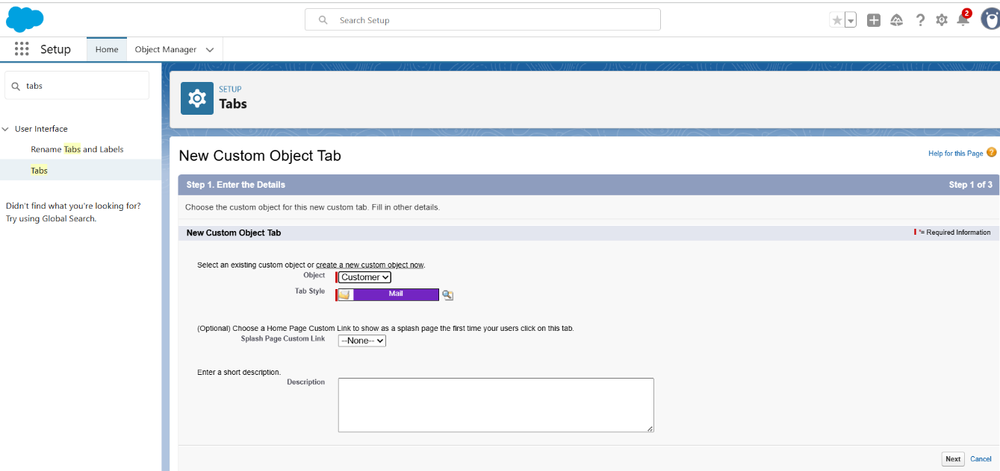 Search Setup
2
Setup
Home
Object Manager
tabs
User Interface
Rename Tabs and Labels
Tabs
Didn't find what you're looking for?
Try using Global Search.
SETUP
Tabs
New Custom Object Tab
Help for this Page ?
Step 1. Enter the Details
Step 1 of 3
Choose the custom object for this new custom tab. Fill in other details.
New Custom Object Tab
*= Required Information
Select an existing custom object or create a new custom object now.
Object
Customer
Tab Style
Mail
(Optional) Choose a Home Page Custom Link to show as a splash page the first time your users click on this tab.
Splash Page Custom Link
--None--
Enter a short description.
Description
Next
Cancel